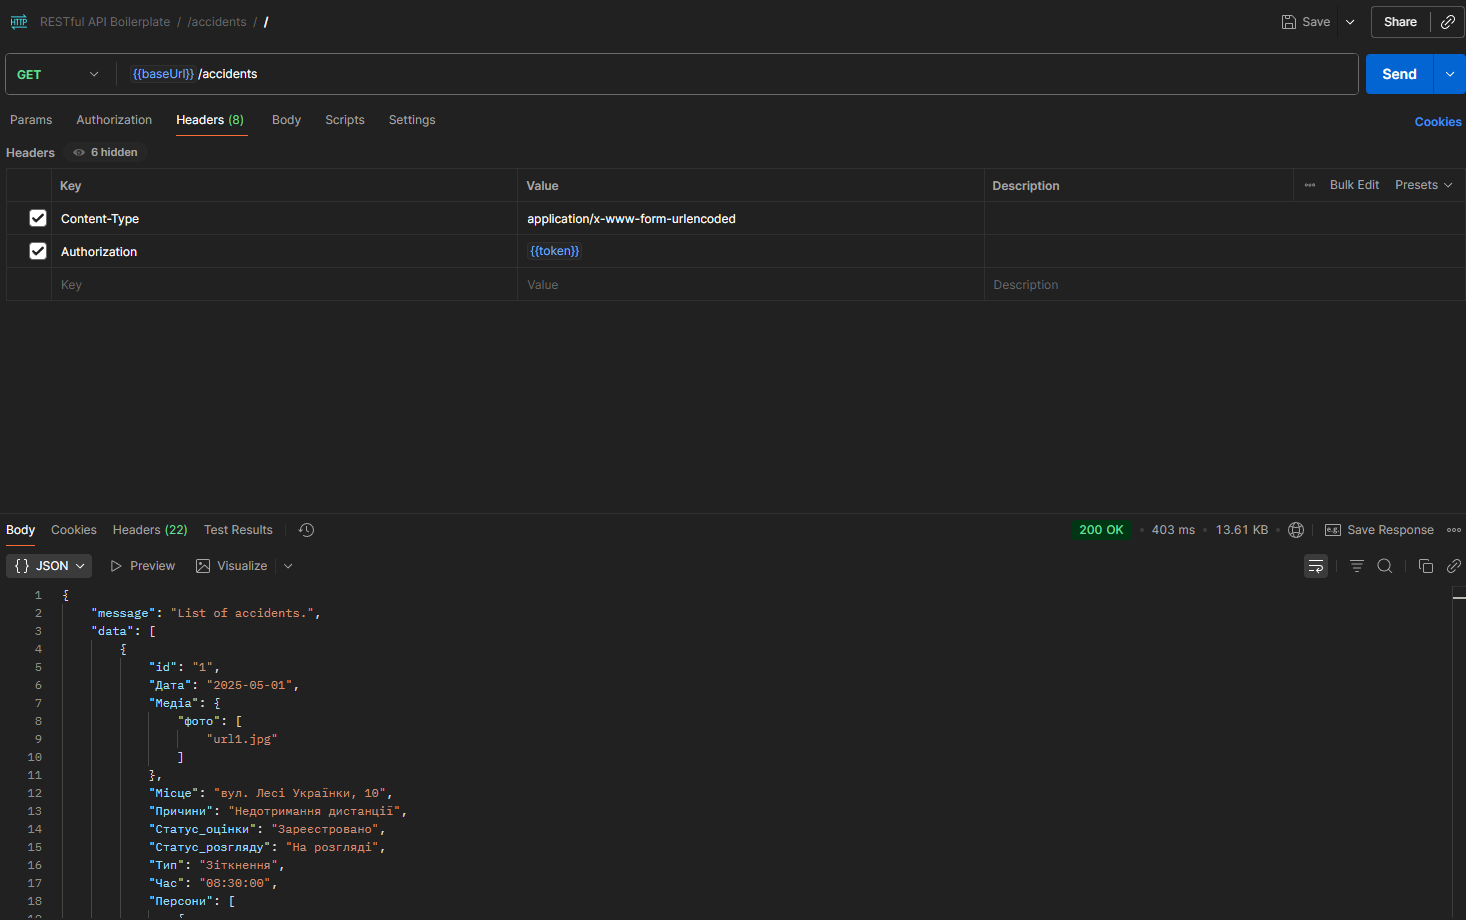 HTTP RESTful API Boilerplate / /accidents / /
Save Share
GET {{baseUrl}} /accidents Send
Params Authorization Headers (8) Body Scripts Settings Cookies
Headers 6 hidden
Key Value Description Bulk Edit Presets
Content-Type application/x-www-form-urlencoded
Authorization {{token}}
Key Value Description
Body Cookies Headers (22) Test Results 200 OK • 403 ms • 13.61 KB • e.g. Save Response
{} JSON Preview Visualize
1 {
2 "message": "List of accidents.",
3 "data": [
4 {
5 "id": "1",
6 "Дата": "2025-05-01",
7 "Медіа": {
8 "фото": [
9 "url1.jpg"
10 ]
11 },
12 "Місце": "вул. Лесі Українки, 10",
13 "Причини": "Недотримання дистанції",
14 "Статус_оцінки": "Зареєстровано",
15 "Статус_розгляду": "На розгляді",
16 "Тип": "Зіткнення",
17 "Час": "08:30:00",
18 "Персони": [
19 {